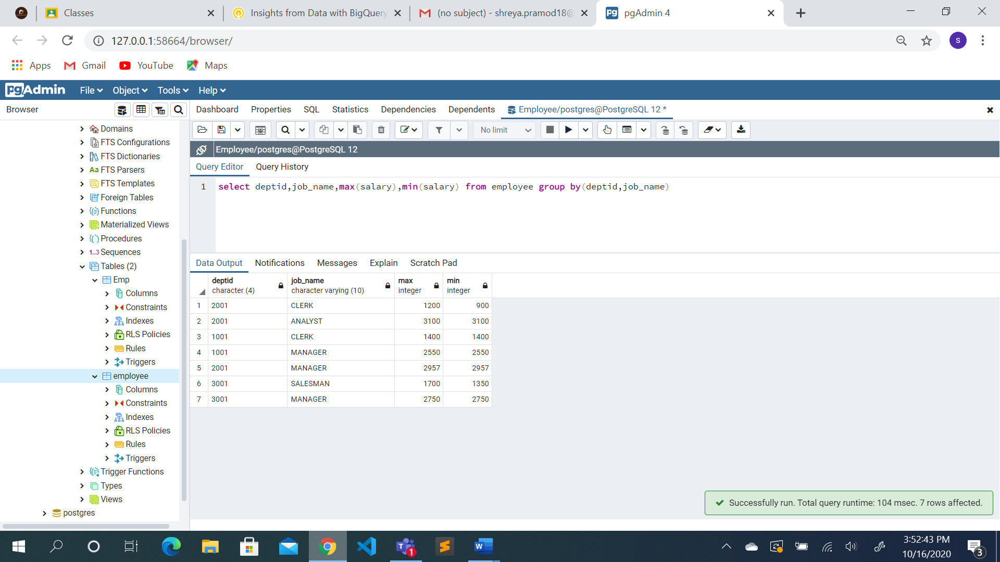 Classes
Insights from Data with BigQuery
(no subject) - shreya.pramod18@
pgAdmin 4
127.0.0.1:58664/browser/
S
Apps Gmail YouTube Maps
pgAdmin File Object Tools Help
Browser
Dashboard Properties SQL Statistics Dependencies Dependents Employee/postgres@PostgreSQL 12 *
No limit
Employee/postgres@PostgreSQL 12
Query Editor Query History
1 select deptid,job_name,max(salary),min(salary) from employee group by(deptid,job_name)
Domains
FTS Configurations
FTS Dictionaries
Aa FTS Parsers
FTS Templates
Foreign Tables
Functions
Materialized Views
Procedures
1..3 Sequences
Tables (2)
Emp
Columns
Constraints
Indexes
RLS Policies
Rules
Triggers
employee
Columns
Constraints
Indexes
RLS Policies
Rules
Triggers
Trigger Functions
Types
Views
postgres
Data Output Notifications Messages Explain Scratch Pad
deptid job_name max min
character (4) character varying (10) integer integer
1 2001 CLERK 1200 900
2 2001 ANALYST 3100 3100
3 1001 CLERK 1400 1400
4 1001 MANAGER 2550 2550
5 2001 MANAGER 2957 2957
6 3001 SALESMAN 1700 1350
7 3001 MANAGER 2750 2750
Successfully run. Total query runtime: 104 msec. 7 rows affected.
T 1
W
3:52:43 PM
10/16/2020
3